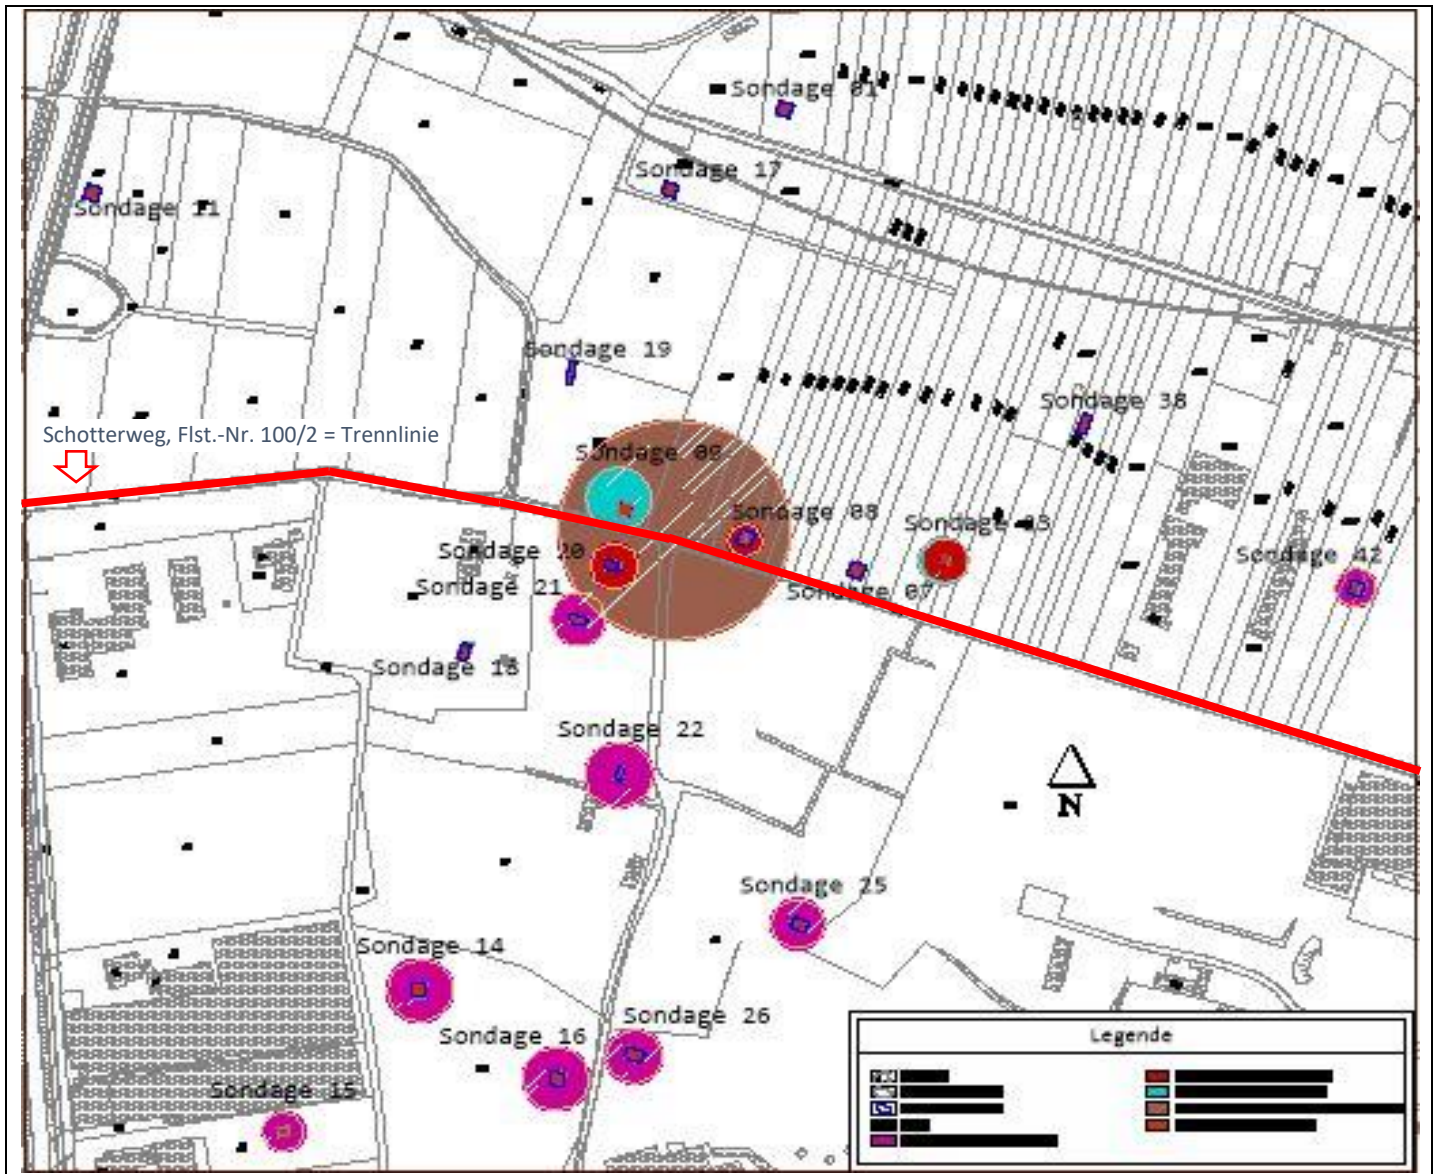 Sondage 01
Sondage 17
Sondage 11
Sondage 19
Sondage 38
Schotterweg, Flst.-Nr. 100/2 = Trennlinie
Sondage 09
Sondage 08
Sondage 03
Sondage 20
Sondage 42
Sondage 21
Sondage 07
Sondage 18
Sondage 22
N
Sondage 25
Sondage 14
Sondage 26
Sondage 16
Legende
Sondage 15